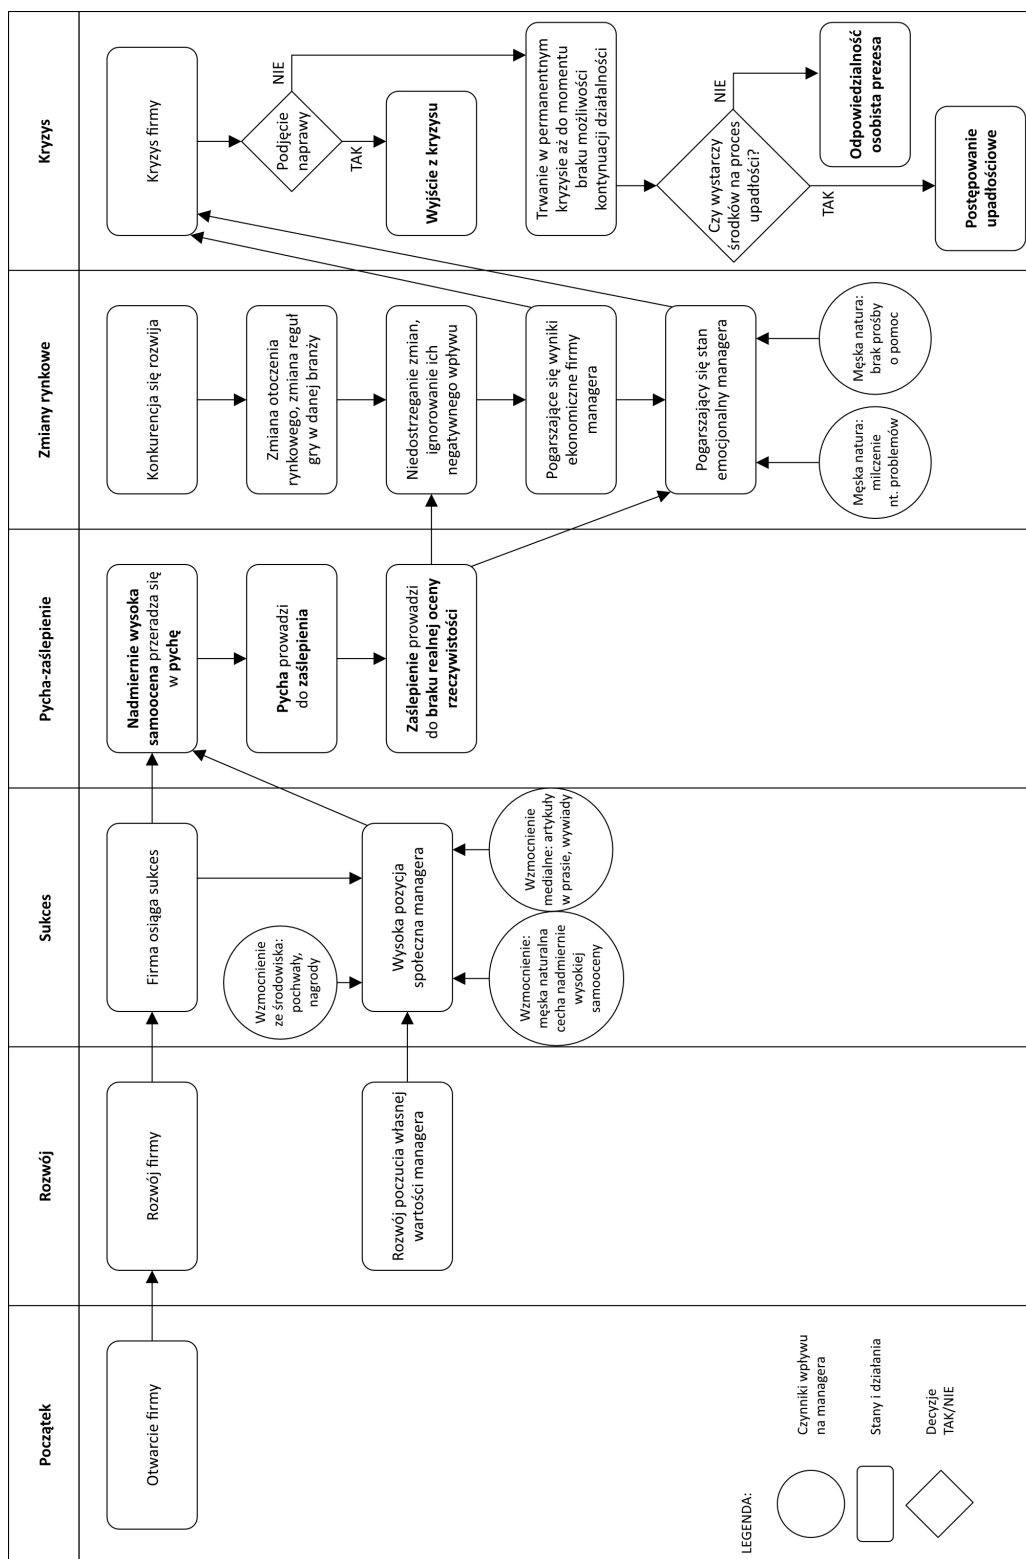 Początek
Otwarcie firmy
LEGENDA:
Czynniki wpływu
na managera
Stany i działania
Decyzje
TAK/NIE
Rozwój
Rozwój firmy
Rozwój poczucia własnej
wartości managera
Sukces
Firma osiąga sukces
Wzmocnienie
ze środowiska:
pochwały,
nagrody
Wysoka pozycja
społeczna managera
Wzmocnienie:
męska naturalna
cecha nadmiernie
wysokiej
samooceny
Wzmocnienie
medialne: artykuły
w prasie, wywiady
Pycha-zaślepienie
Nadmiernie wysoka
samoocena przeradza się
w pychę
Pycha prowadzi
do zaślepienia
Zaślepienie prowadzi
do braku realnej oceny
rzeczywistości
Zmiany rynkowe
Konkurencja się rozwija
Zmiana otoczenia
rynkowego, zmiana reguł
gry w danej branży
Niedostrzeganie zmian,
ignorowanie ich
negatywnego wpływu
Pogarszające się wyniki
ekonomiczne firmy
managera
Pogarszający się stan
emocjonalny managera
Męska natura:
milczenie
nt. problemów
Męska natura:
brak prośby
o pomoc
Kryzys
Kryzys firmy
Podjęcie
naprawy
NIE
TAK
Wyjście z kryzysu
Trwanie w permanentnym
kryzysie aż do momentu
braku możliwości
kontynuacji działalności
Czy wystarczy
środków na proces
upadłości?
NIE
TAK
Odpowiedzialność
osobista prezesa
Postępowanie
upadłościowe